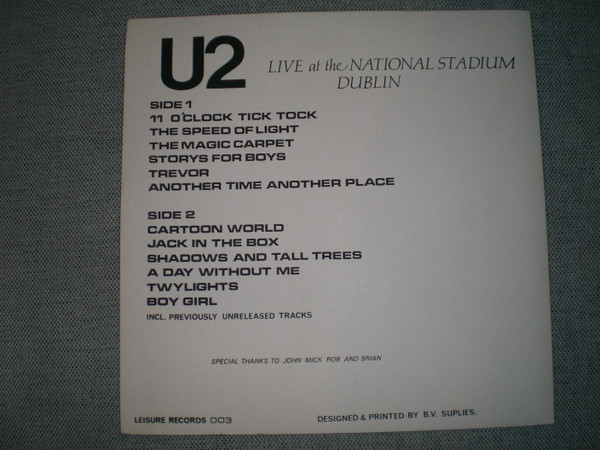 U2
LIVE at the NATIONAL STADIUM
DUBLIN
SIDE 1
11 O'CLOCK TICK TOCK
THE SPEED OF LIGHT
THE MAGIC CARPET
STORYS FOR BOYS
TREVOR
ANOTHER TIME ANOTHER PLACE
SIDE 2
CARTOON WORLD
JACK IN THE BOX
SHADOWS AND TALL TREES
A DAY WITHOUT ME
TWYLIGHTS
BOY GIRL
INCL. PREVIOUSLY UNRELEASED TRACKS
SPECIAL THANKS TO JOHN MICK ROB AND BRIAN
LEISURE RECORDS 003
DESIGNED & PRINTED BY B.V. SUPLIES.